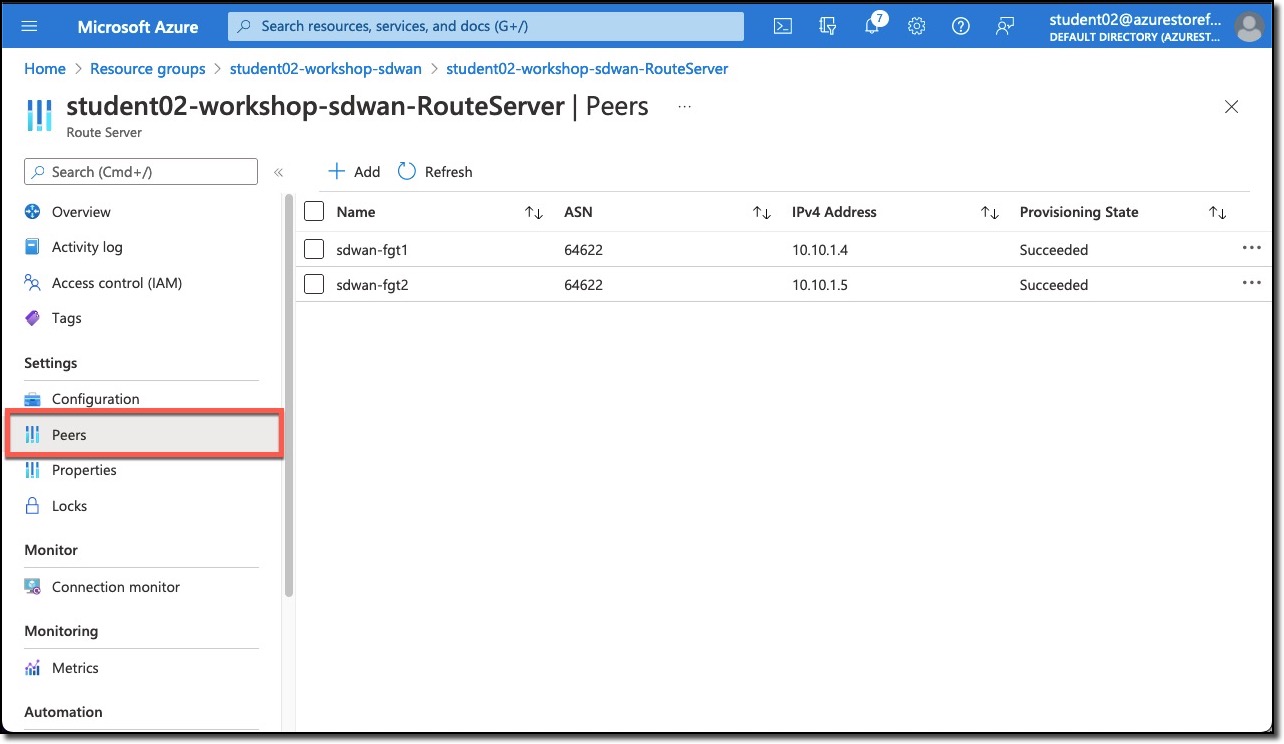 Microsoft Azure
Search resources, services, and docs (G+/)
7
student02@azurestoref...
DEFAULT DIRECTORY (AZUREST...
Home > Resource groups > student02-workshop-sdwan > student02-workshop-sdwan-RouteServer
student02-workshop-sdwan-RouteServer | Peers ...
Route Server
Search (Cmd+/)
«
Add
Refresh
Overview
Activity log
Access control (IAM)
Tags
Settings
Configuration
Peers
Properties
Locks
Monitor
Connection monitor
Monitoring
Metrics
Automation
Name ASN IPv4 Address Provisioning State
sdwan-fgt1 64622 10.10.1.4 Succeeded ...
sdwan-fgt2 64622 10.10.1.5 Succeeded ...